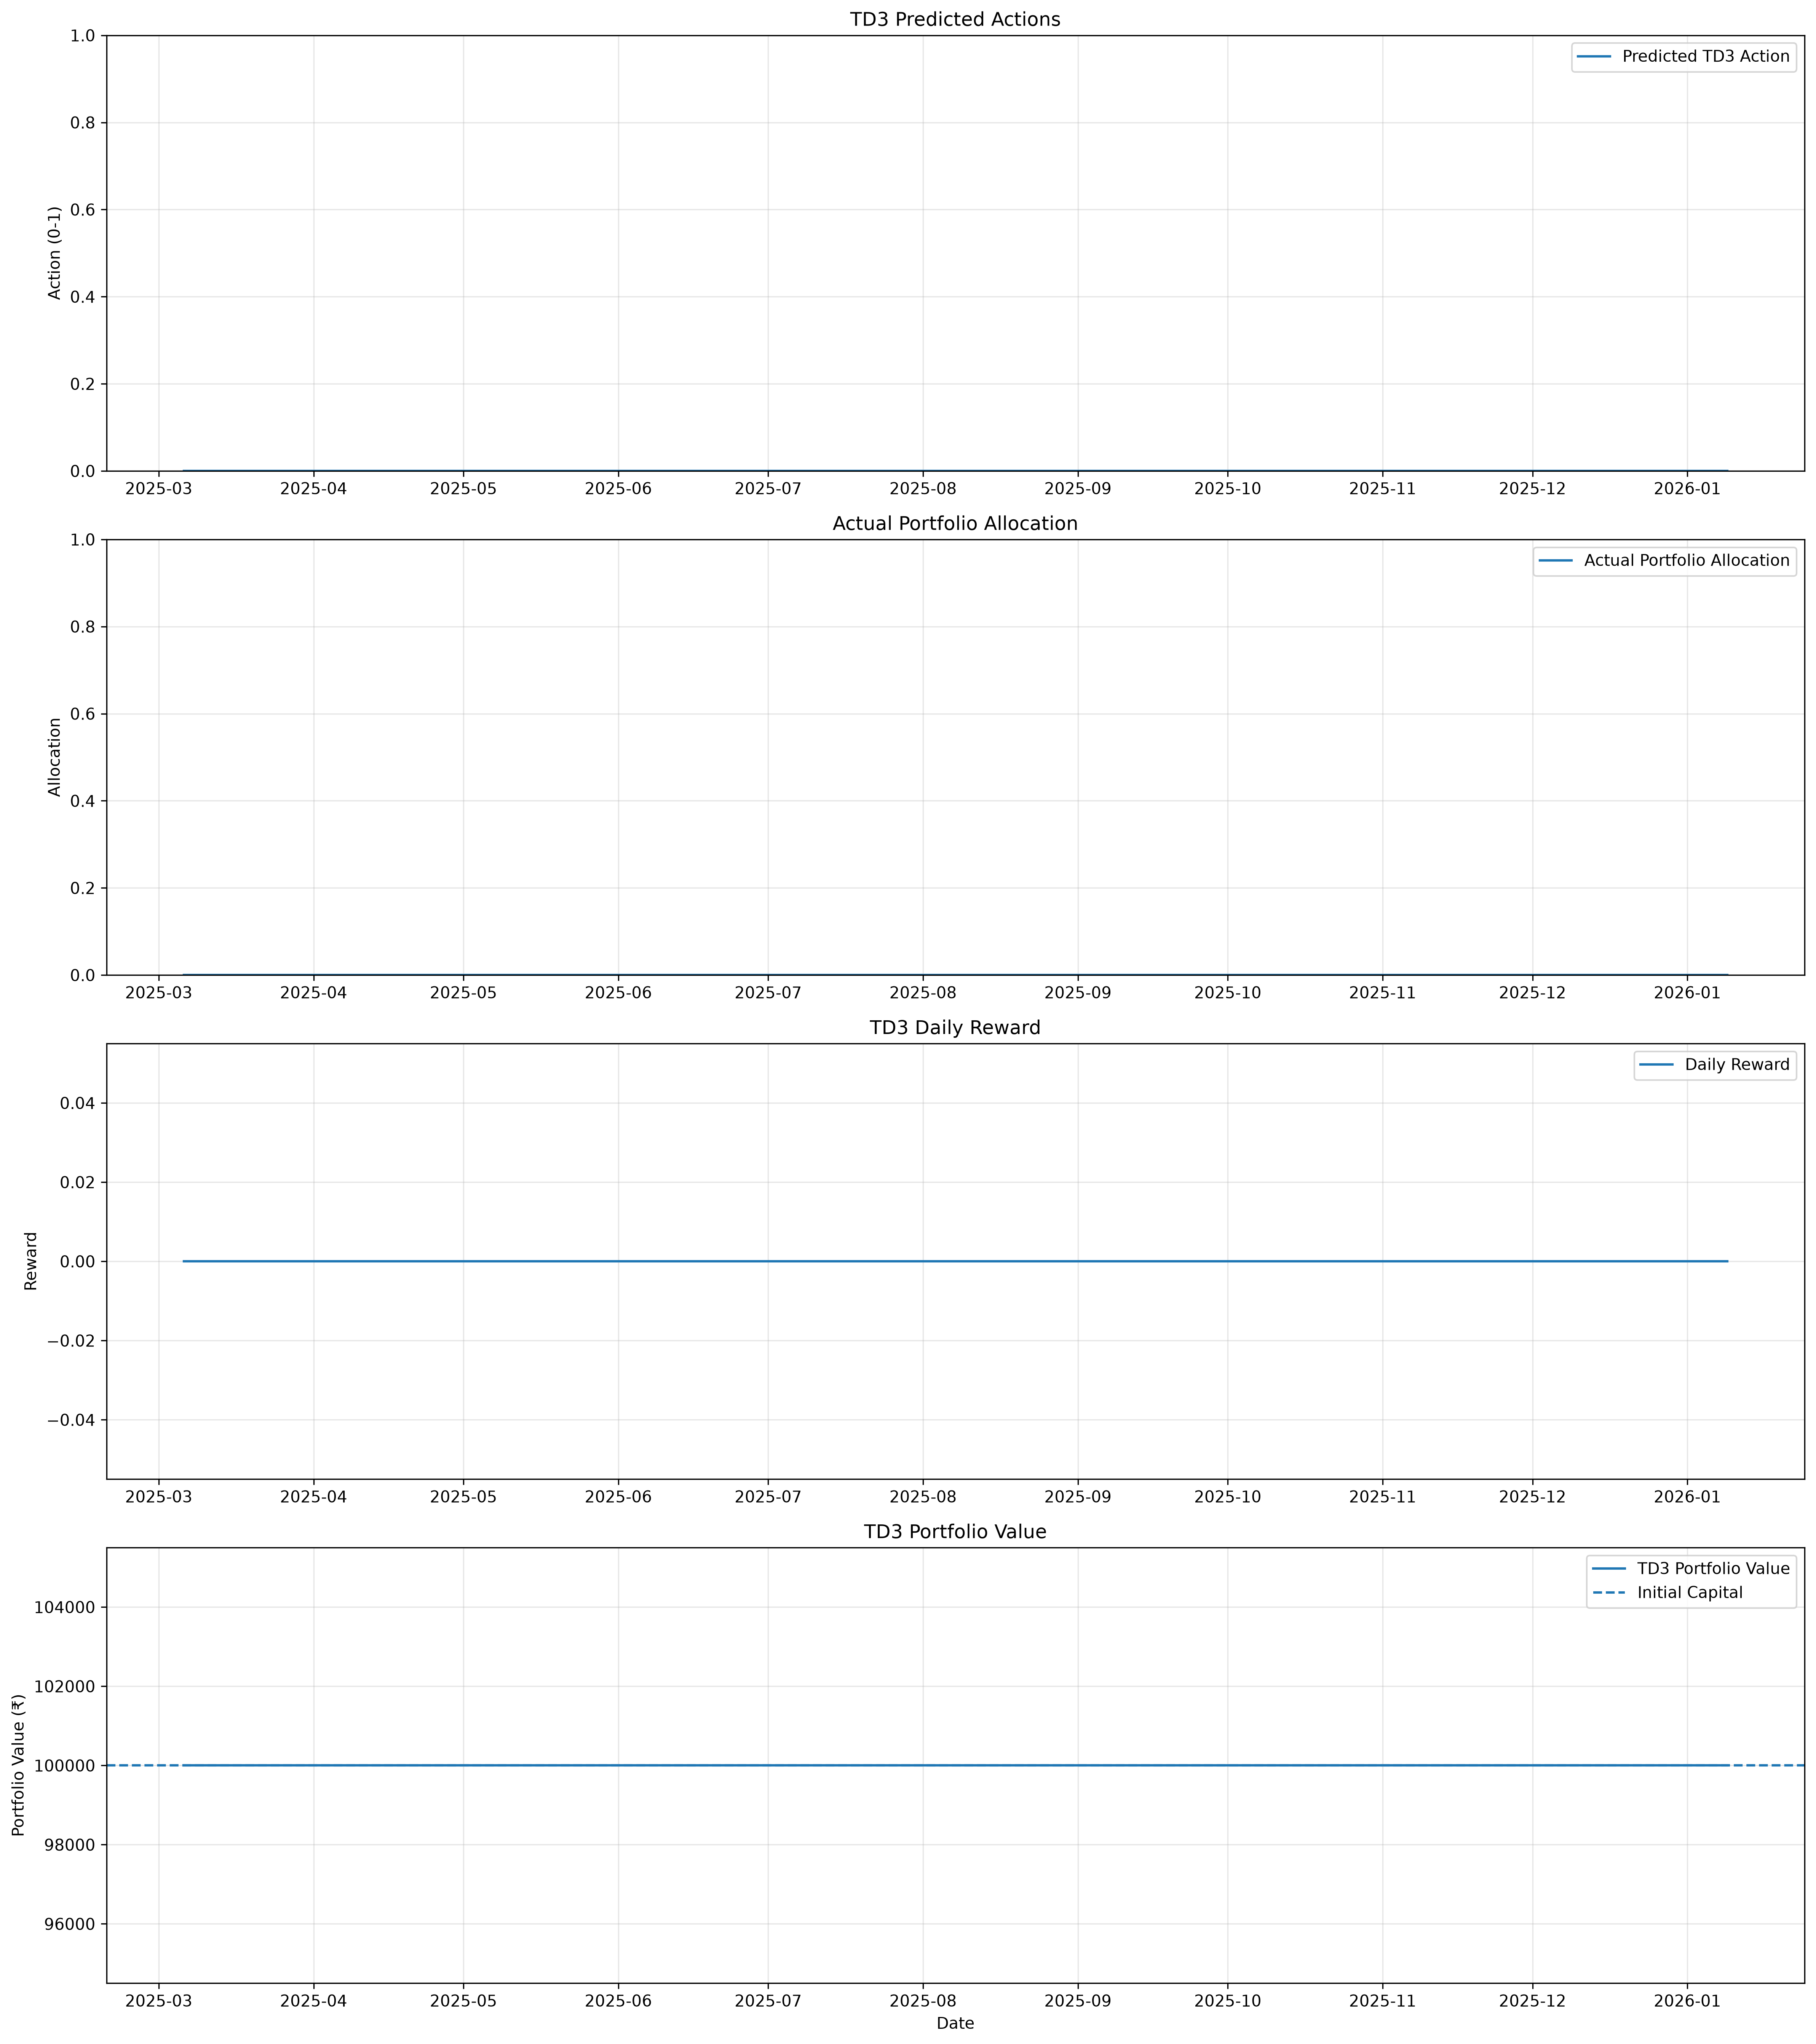 TD3 Predicted Actions
Predicted TD3 Action
Action (0-1)
1.0
0.8
0.6
0.4
0.2
0.0
2025-03 2025-04 2025-05 2025-06 2025-07 2025-08 2025-09 2025-10 2025-11 2025-12 2026-01
Actual Portfolio Allocation
Actual Portfolio Allocation
Allocation
1.0
0.8
0.6
0.4
0.2
0.0
2025-03 2025-04 2025-05 2025-06 2025-07 2025-08 2025-09 2025-10 2025-11 2025-12 2026-01
TD3 Daily Reward
Daily Reward
Reward
0.04
0.02
0.00
−0.02
−0.04
2025-03 2025-04 2025-05 2025-06 2025-07 2025-08 2025-09 2025-10 2025-11 2025-12 2026-01
TD3 Portfolio Value
TD3 Portfolio Value
Initial Capital
Portfolio Value (₹)
104000
102000
100000
98000
96000
2025-03 2025-04 2025-05 2025-06 2025-07 2025-08 2025-09 2025-10 2025-11 2025-12 2026-01
Date